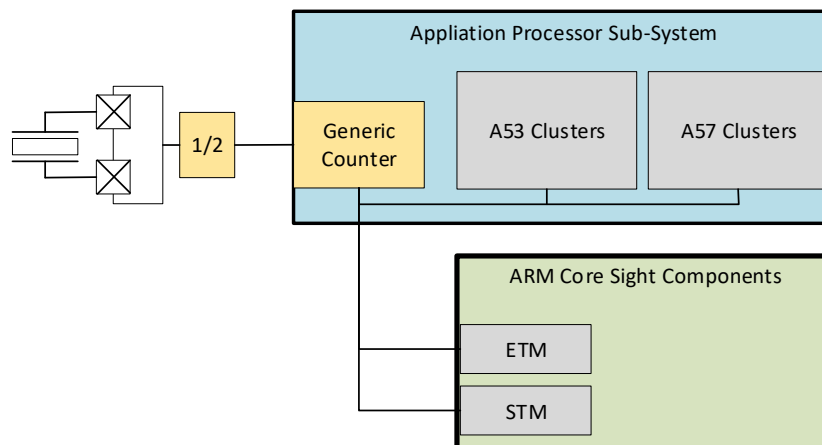 Appliation Processor Sub-System
1/2
Generic
Counter
A53 Clusters
A57 Clusters
ARM Core Sight Components
ETM
STM